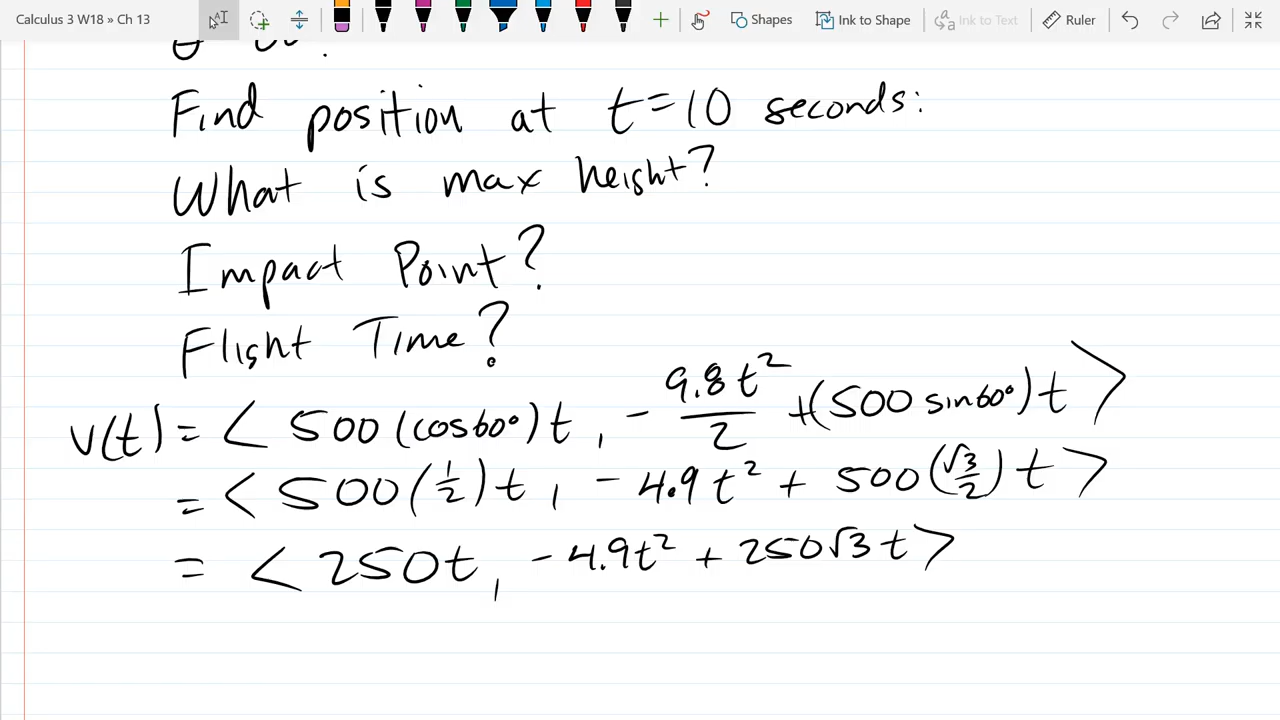 Calculus 3 W18 » Ch 13
Shapes
Ink to Shape
Ink to Text
Ruler
Find position at t=10 seconds:
What is max height?
Impact Point?
Flight Time?
v(t) = < 500 (cos60°) t, - 9.8t²/2 + (500 sin60°) t >
= < 500 (1/2) t, - 4.9t² + 500 (√3/2) t >
= < 250t, - 4.9t² + 250√3 t >